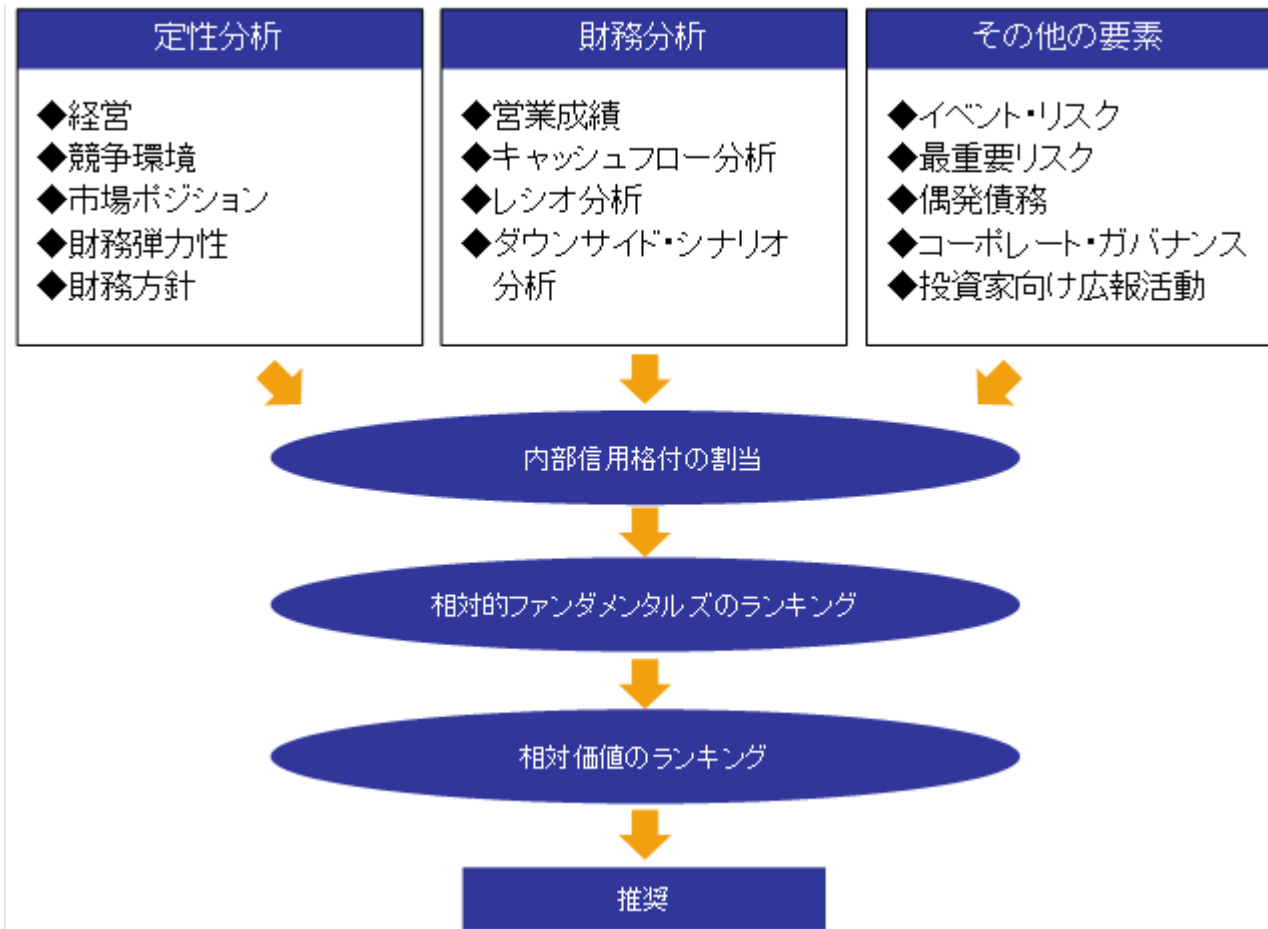 定性分析
◆経営
◆競争環境
◆市場ポジション
◆財務弾力性
◆財務方針
財務分析
◆営業成績
◆キャッシュフロー分析
◆レシオ分析
◆ダウンサイド・シナリオ
分析
その他の要素
◆イベント・リスク
◆最重要リスク
◆偶発債務
◆コーポレート・ガバナンス
◆投資家向け広報活動
内部信用格付の割当
相対的ファンダメンタルズのランキング
相対価値のランキング
推奨